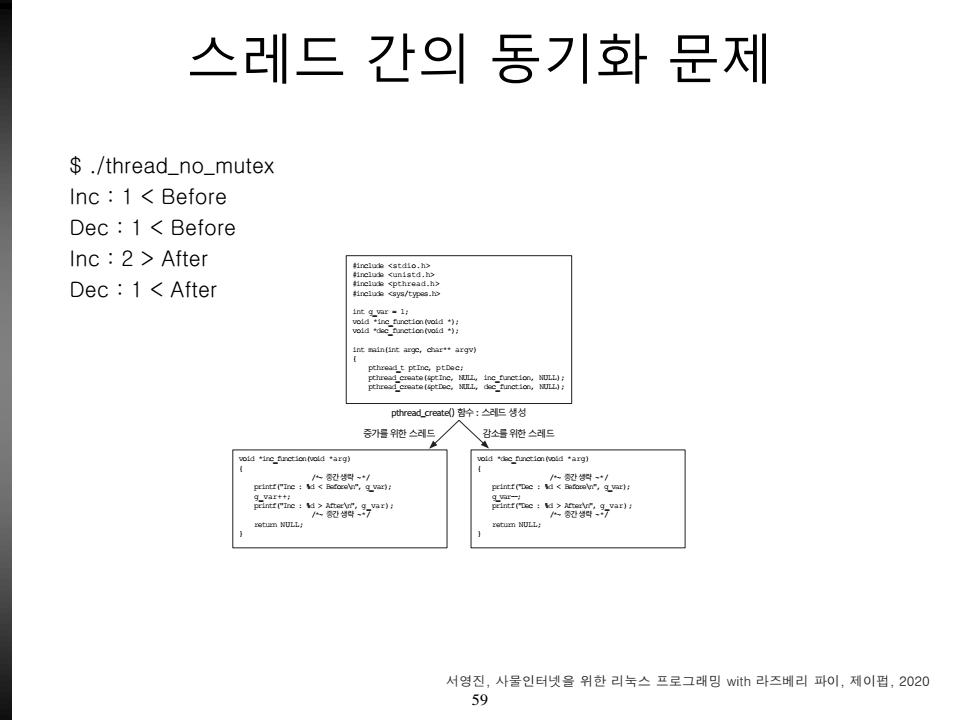 스레드 간의 동기화 문제
$ ./thread_no_mutex
Inc : 1 < Before
Dec : 1 < Before
Inc : 2 > After
Dec : 1 < After
#include <stdio.h>
#include <unistd.h>
#include <pthread.h>
#include <sys/types.h>
int g_var = 1;
void *inc_function(void *);
void *dec_function(void *);
int main(int argc, char** argv)
{
pthread_t ptInc, ptDec;
pthread_create(&ptInc, NULL, inc_function, NULL);
pthread_create(&ptDec, NULL, dec_function, NULL);
pthread_create() 함수 : 스레드 생성
증가를 위한 스레드
감소를 위한 스레드
void *inc_function(void *arg)
{
/*~ 중간 생략 ~*/
printf("Inc : %d < Before\n", g_var);
g_var++;
printf("Inc : %d > After\n", g_var);
/*~ 중간 생략 ~*/
return NULL;
}
void *dec_function(void *arg)
{
/*~ 중간 생략 ~*/
printf("Dec : %d < Before\n", g_var);
g_var--;
printf("Dec : %d > After\n", g_var);
/*~ 중간 생략 ~*/
return NULL;
}
서영진, 사물인터넷을 위한 리눅스 프로그래밍 with 라즈베리 파이, 제이펍, 2020
59